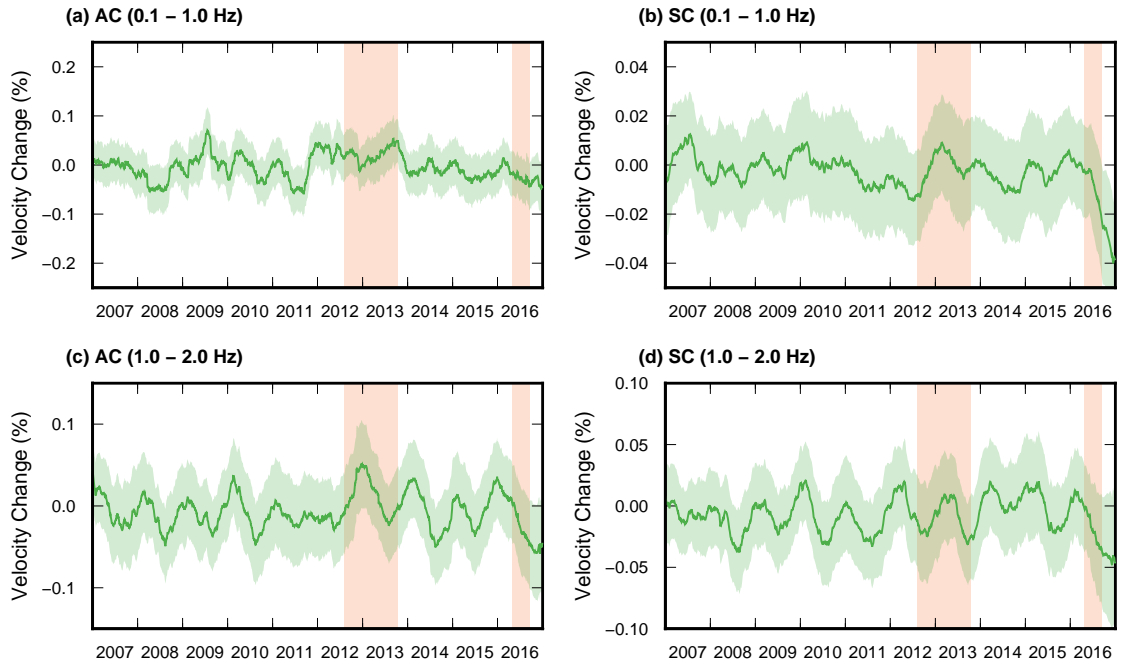 (a) AC (0.1 – 1.0 Hz)
Velocity Change (%)
0.2
0.1
0.0
−0.1
−0.2
2007 2008 2009 2010 2011 2012 2013 2014 2015 2016
(b) SC (0.1 – 1.0 Hz)
Velocity Change (%)
0.04
0.02
0.00
−0.02
−0.04
2007 2008 2009 2010 2011 2012 2013 2014 2015 2016
(c) AC (1.0 – 2.0 Hz)
Velocity Change (%)
0.1
0.0
−0.1
2007 2008 2009 2010 2011 2012 2013 2014 2015 2016
(d) SC (1.0 – 2.0 Hz)
Velocity Change (%)
0.10
0.05
0.00
−0.05
−0.10
2007 2008 2009 2010 2011 2012 2013 2014 2015 2016